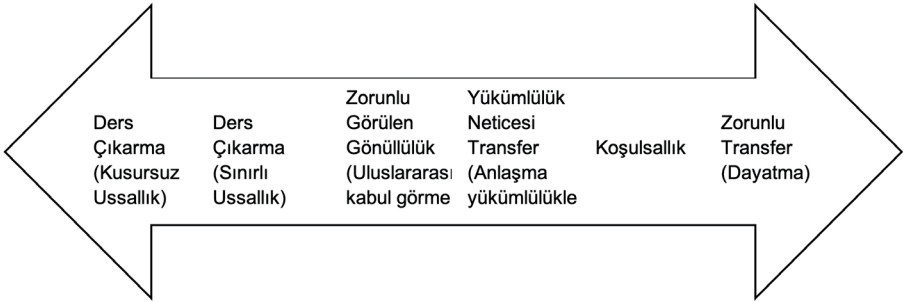 Ders
Çıkarma
(Kusursuz
Ussallık)
Ders
Çıkarma
(Sınırlı
Ussallık)
Zorunlu
Görülen
Gönüllülük
(Uluslararası
kabul görme
Yükümlülük
Neticesi
Transfer
(Anlaşma
yükümlülükle
Koşulsallık
Zorunlu
Transfer
(Dayatma)